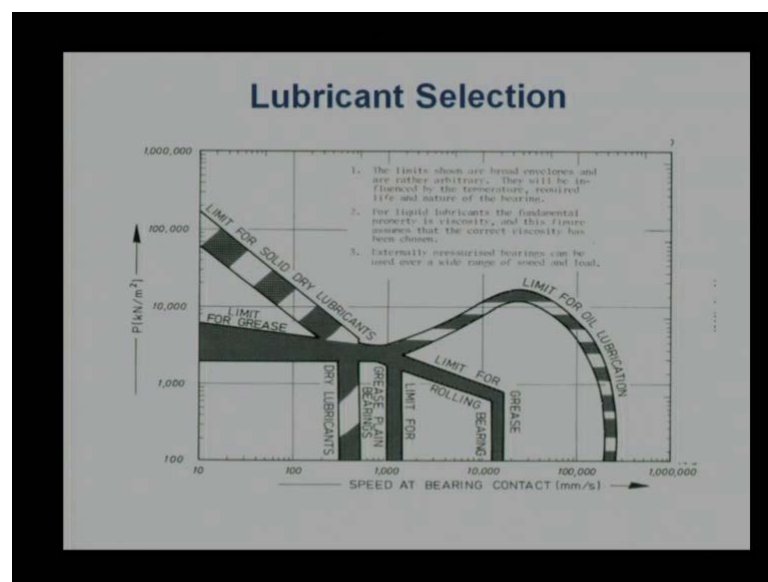 Lubricant Selection
1,000,000
100,000
10,000
1,000
100
P(kN/m²)
1. The limits shown are broad envelopes and
are rather arbitrary. They will be in-
fluenced by the temperature, required
life and nature of the bearing.
2. For liquid lubricants the fundamental
property is viscosity, and this figure
assumes that the correct viscosity has
been chosen.
3. Externally pressurised bearings can be
used over a wide range of speed and load.
LIMIT FOR SOLID DRY LUBRICANTS
LIMIT
FOR GREASE
LIMIT FOR OIL LUBRICATION
LIMIT FOR
ROLLING
BEARING
GREASE
DRY LUBRICANTS
GREASE PLAIN
BEARINGS
LIMIT FOR
10 100 1,000 10,000 100,000 1,000,000
SPEED AT BEARING CONTACT (mm/s)